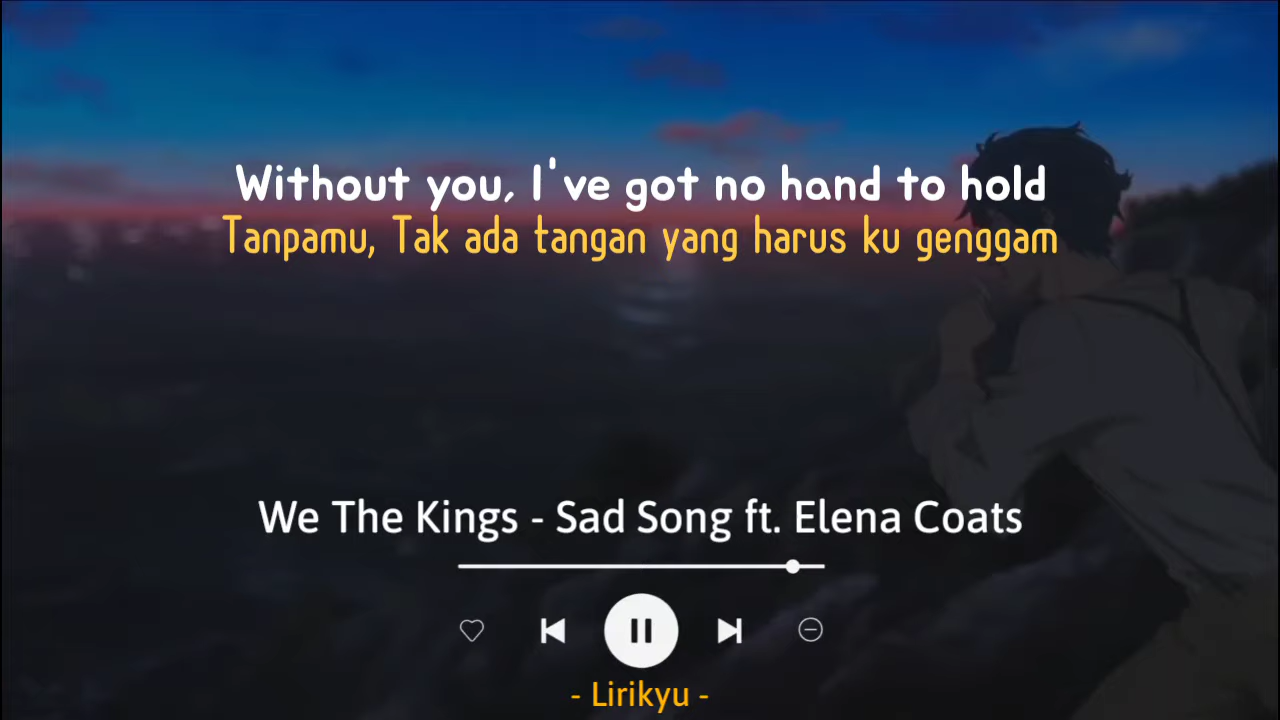 Without you, I've got no hand to hold
Tanpamu, Tak ada tangan yang harus ku genggam
We The Kings - Sad Song ft. Elena Coats
- Lirikyu -